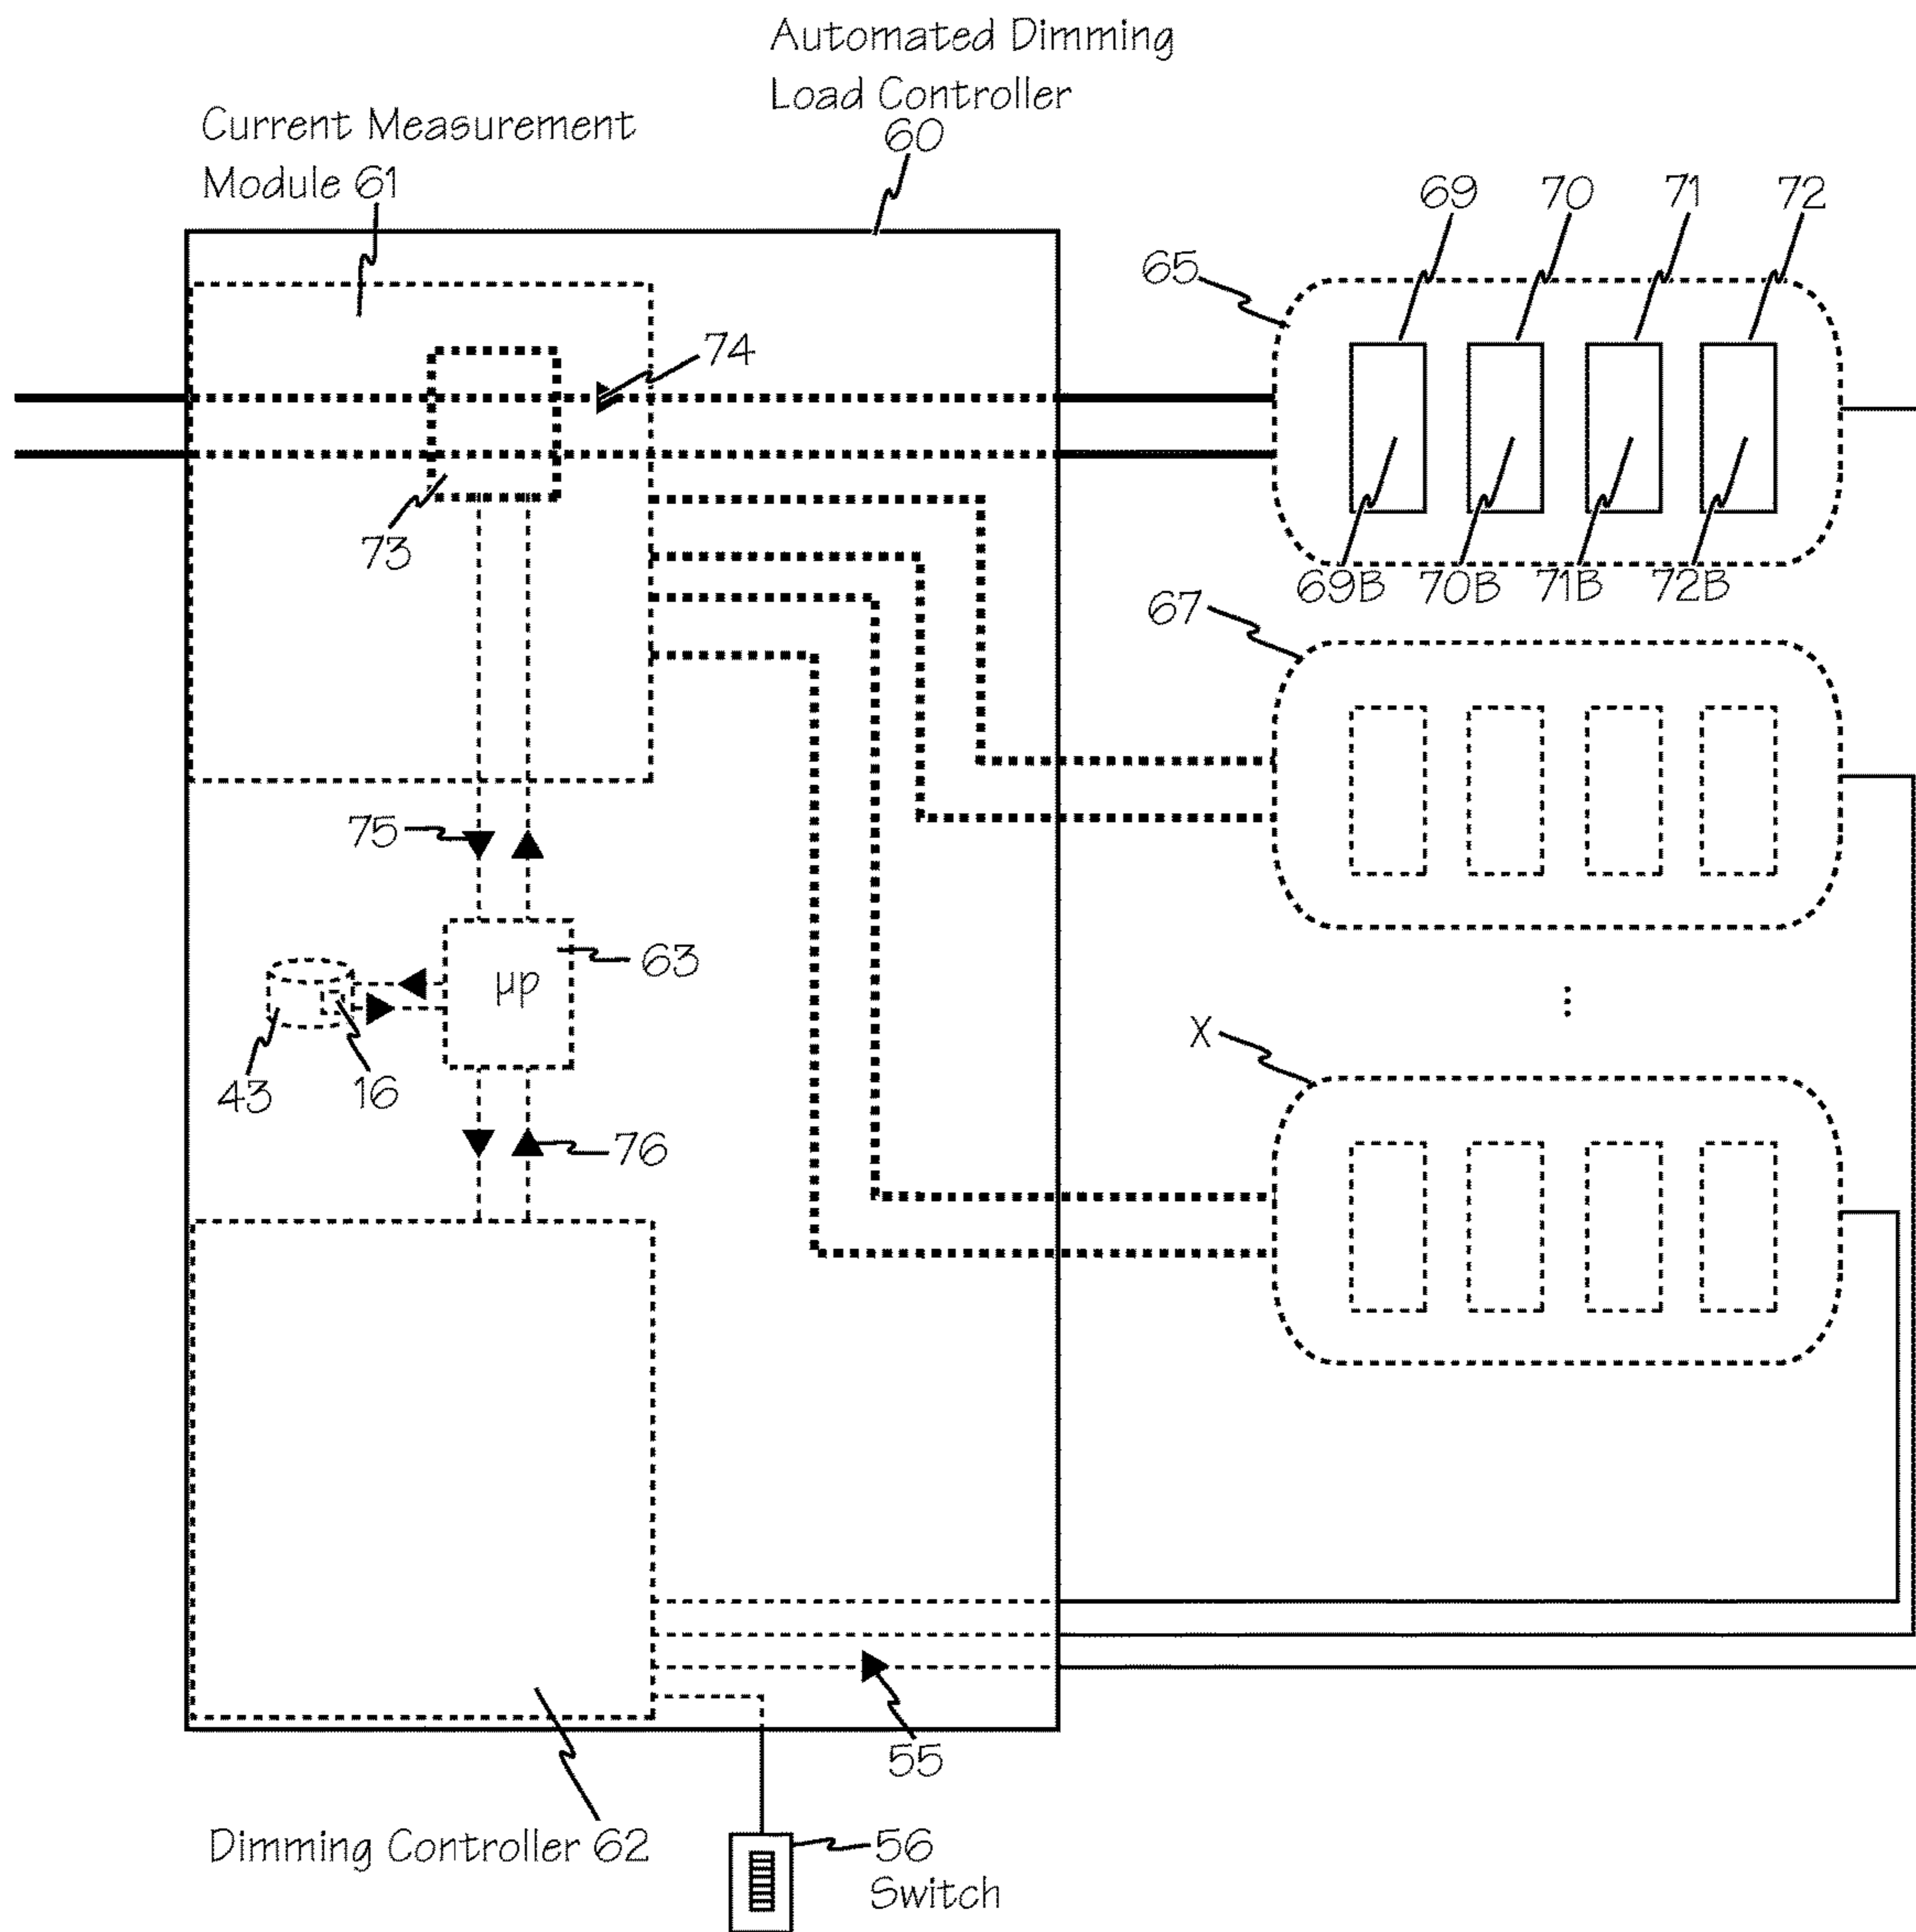 Automated Dimming
Load Controller
60
Current Measurement
Module 61
69
70
71
72
65
74
73
69B
70B
71B
72B
67
75
63
µp
X
43
16
76
55
Dimming Controller 62
56
Switch